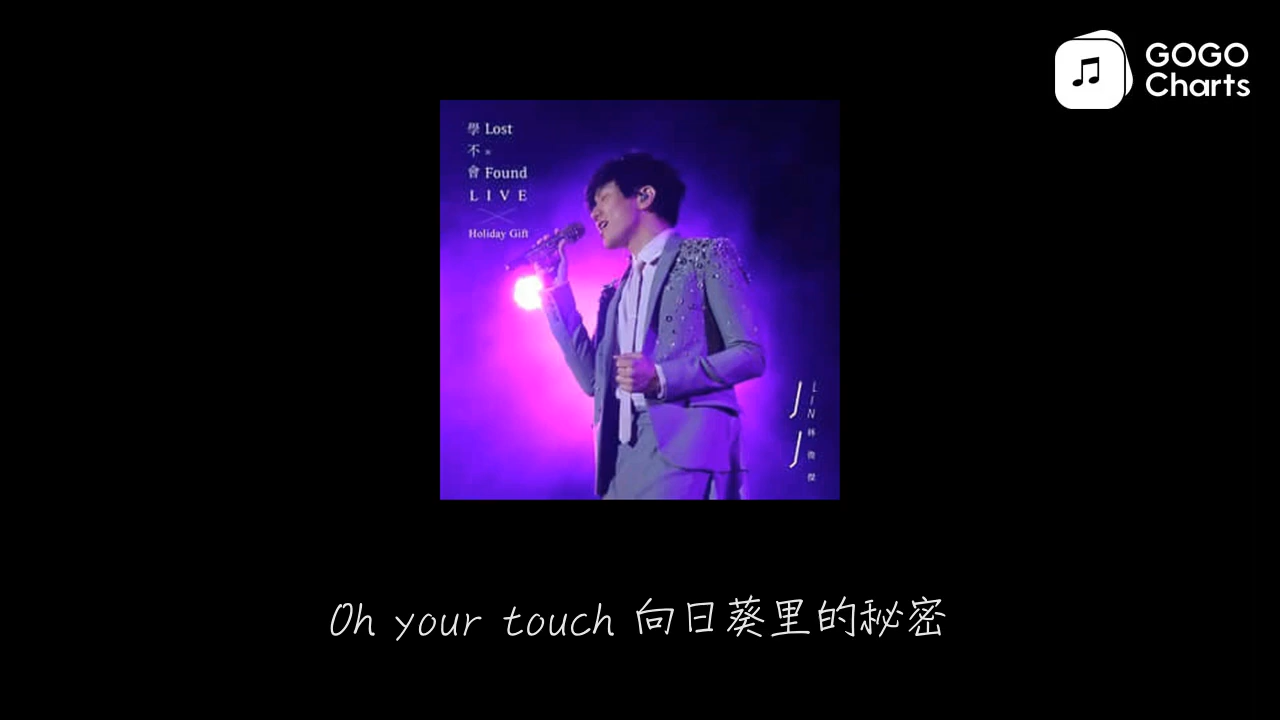 GOGO
Charts
學 Lost
不 ×
會 Found
LIVE
Holiday Gift
JJ
LIN
林俊傑
Oh your touch 向日葵里的秘密